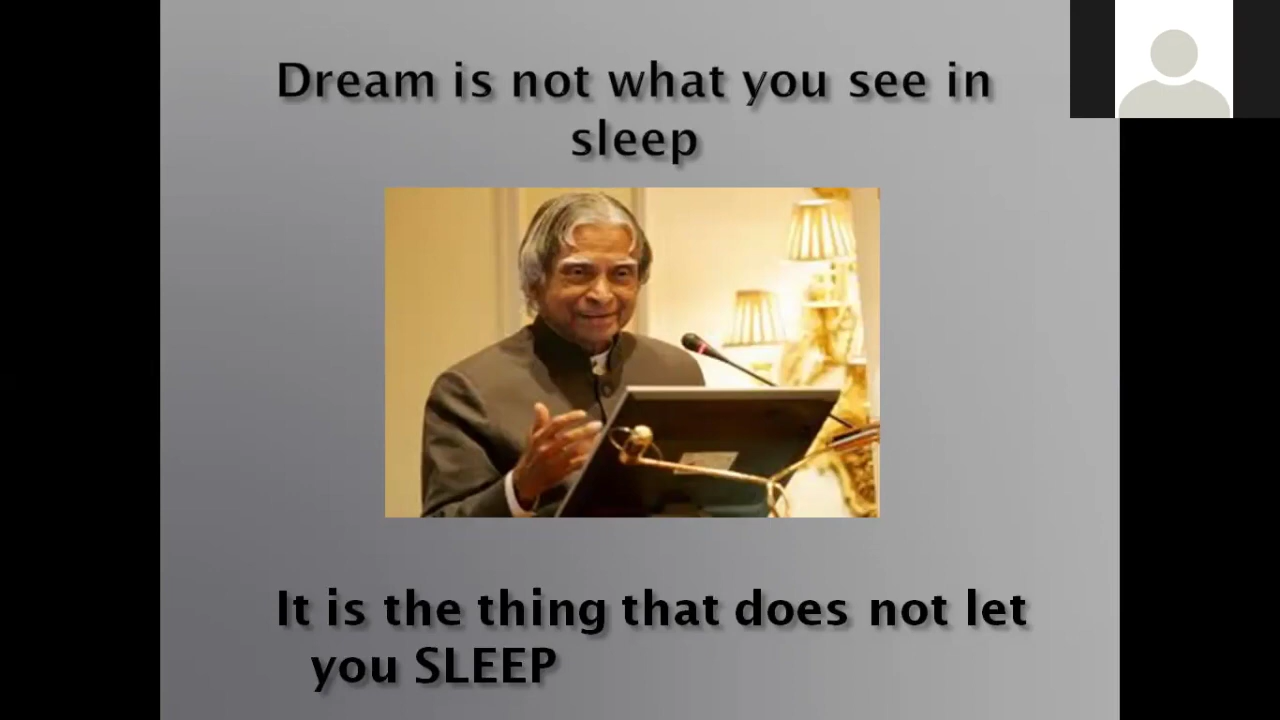 Dream is not what you see in
sleep
It is the thing that does not let
you SLEEP